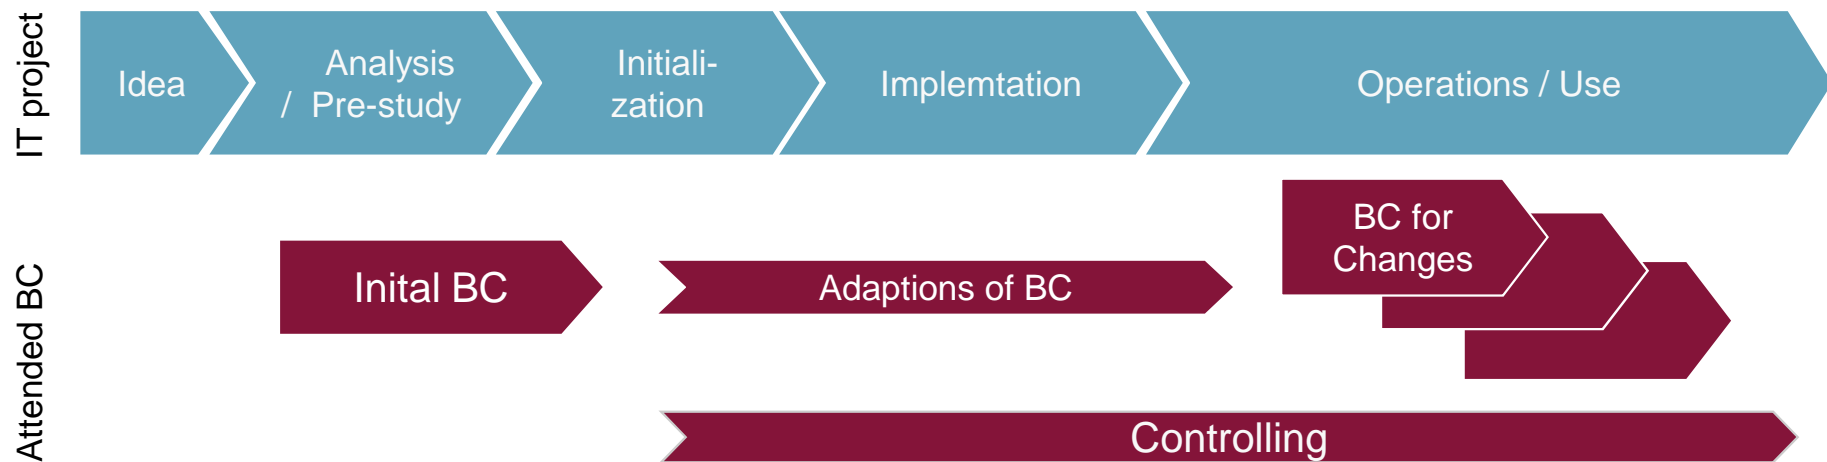 IT project
Idea
Analysis
/ Pre-study
Initiali-
zation
Implemtation
Operations / Use
Attended BC
Inital BC
Adaptions of BC
BC for
Changes
Controlling